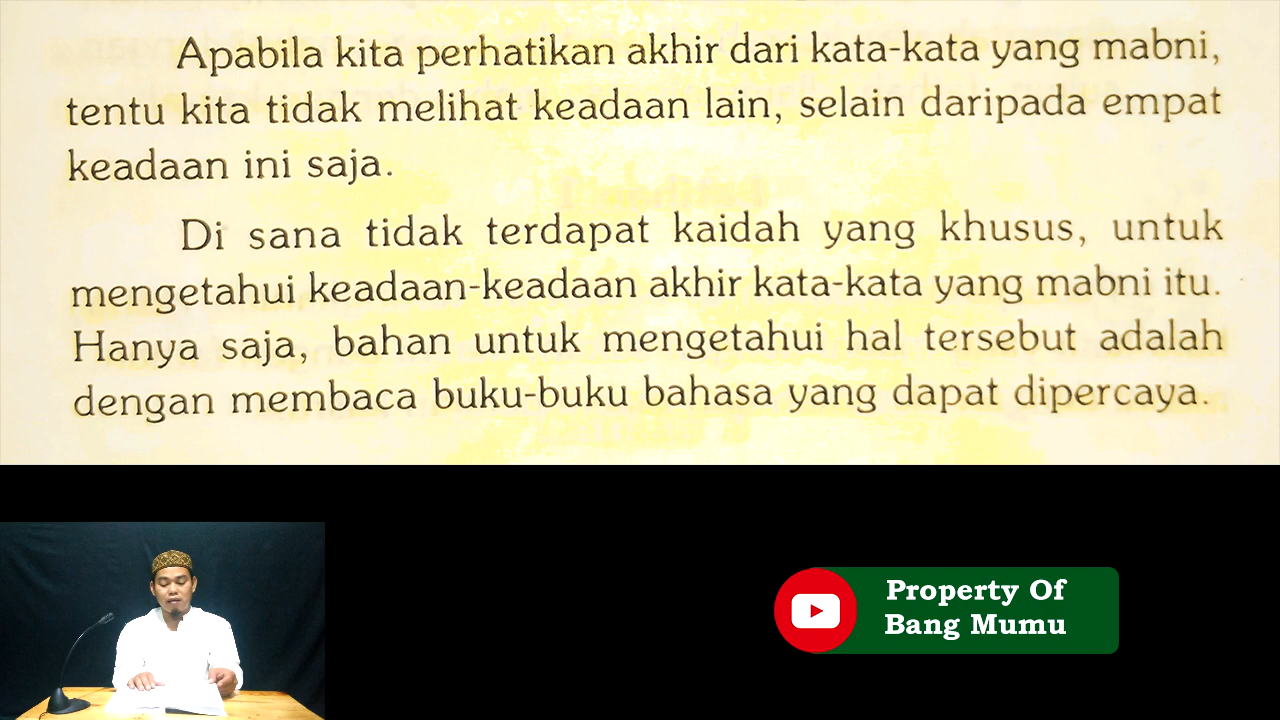 Apabila kita perhatikan akhir dari kata-kata yang mabni,
tentu kita tidak melihat keadaan lain, selain daripada empat
keadaan ini saja.
Di sana tidak terdapat kaidah yang khusus, untuk
mengetahui keadaan-keadaan akhir kata-kata yang mabni itu.
Hanya saja, bahan untuk mengetahui hal tersebut adalah
dengan membaca buku-buku bahasa yang dapat dipercaya.
Property Of
Bang Mumu